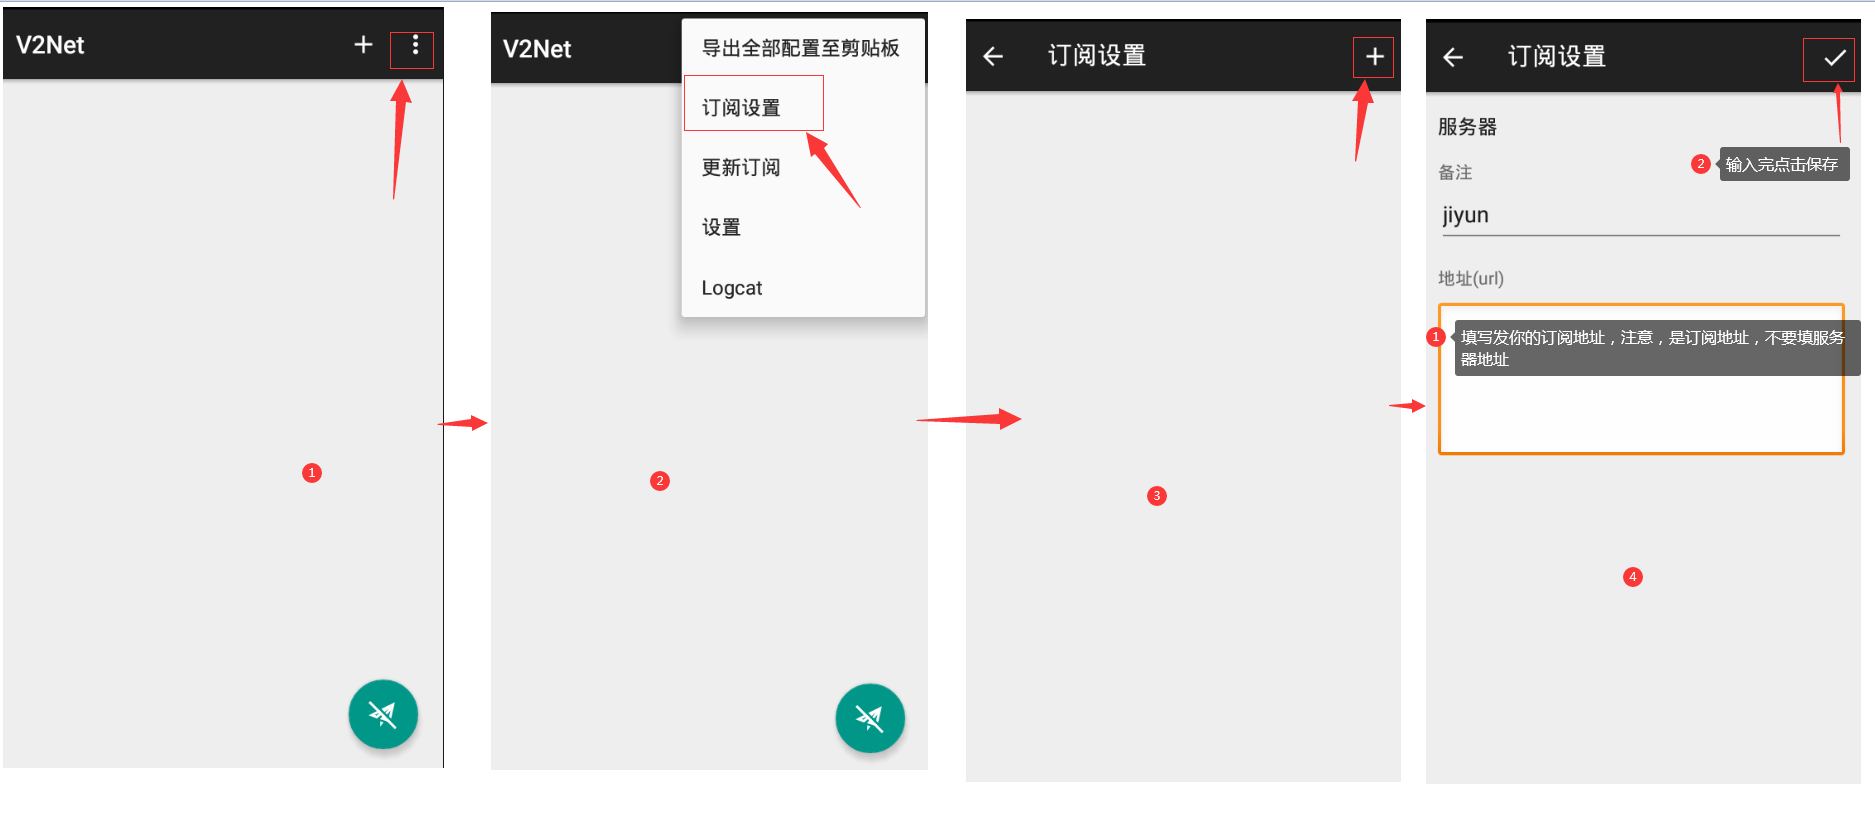 V2Net
1
V2Net
导出全部配置至剪贴板
订阅设置
更新订阅
设置
Logcat
2
订阅设置
3
订阅设置
服务器
2 输入完点击保存
备注
jiyun
地址(url)
1 填写发你的订阅地址，注意，是订阅地址，不要填服务
器地址
4